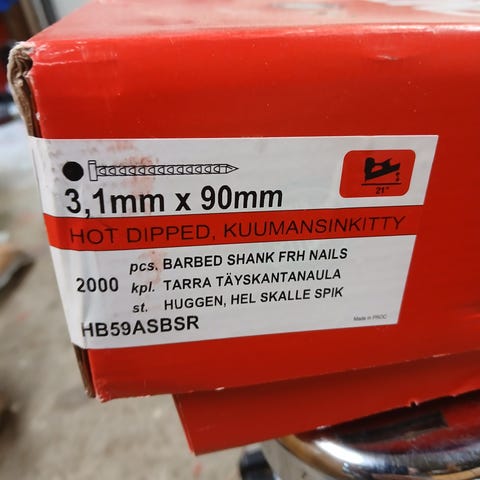 3,1mm x 90mm
21°
HOT DIPPED, KUUMANSINKITTY
pcs. BARBED SHANK FRH NAILS
2000 kpl. TARRA TÄYSKANTANAULA
st. HUGGEN, HEL SKALLE SPIK
HB59ASBSR
Made in PROC